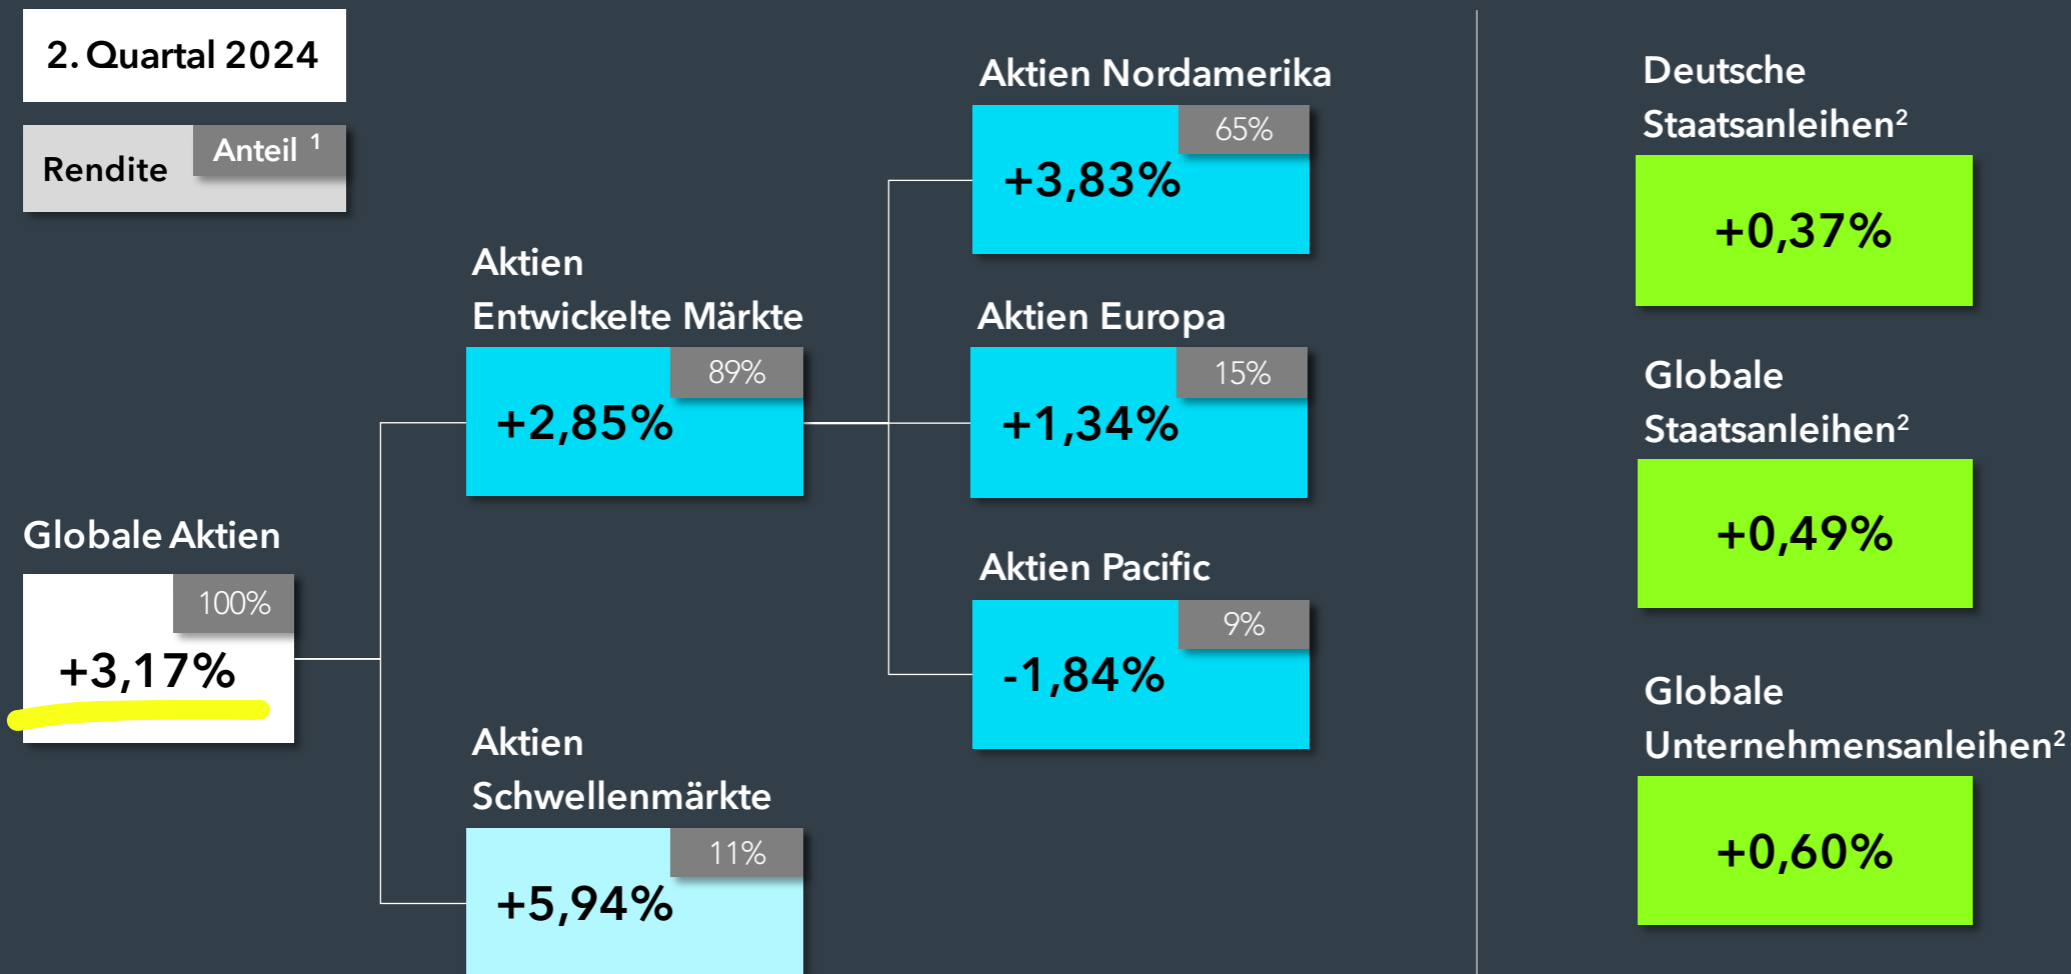 2. Quartal 2024
Rendite
Anteil ¹
Globale Aktien
100%
+3,17%
Aktien
Entwickelte Märkte
89%
+2,85%
Aktien
Schwellenmärkte
11%
+5,94%
Aktien Nordamerika
65%
+3,83%
Aktien Europa
15%
+1,34%
Aktien Pacific
9%
-1,84%
Deutsche
Staatsanleihen²
+0,37%
Globale
Staatsanleihen²
+0,49%
Globale
Unternehmensanleihen²
+0,60%